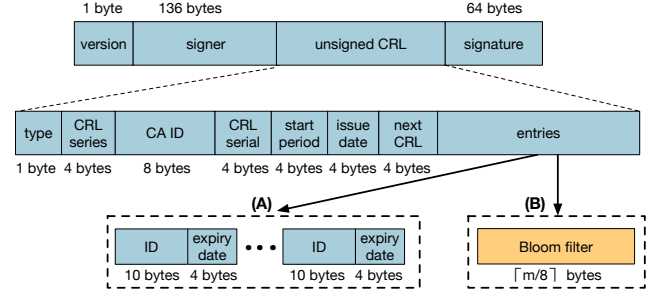 1 byte 136 bytes 64 bytes
version signer unsigned CRL signature
type CRL series CA ID CRL serial start period issue date next CRL entries
1 byte 4 bytes 8 bytes 4 bytes 4 bytes 4 bytes 4 bytes
(A) (B)
ID expiry date ••• ID expiry date Bloom filter
10 bytes 4 bytes 10 bytes 4 bytes ⌈m/8⌉ bytes